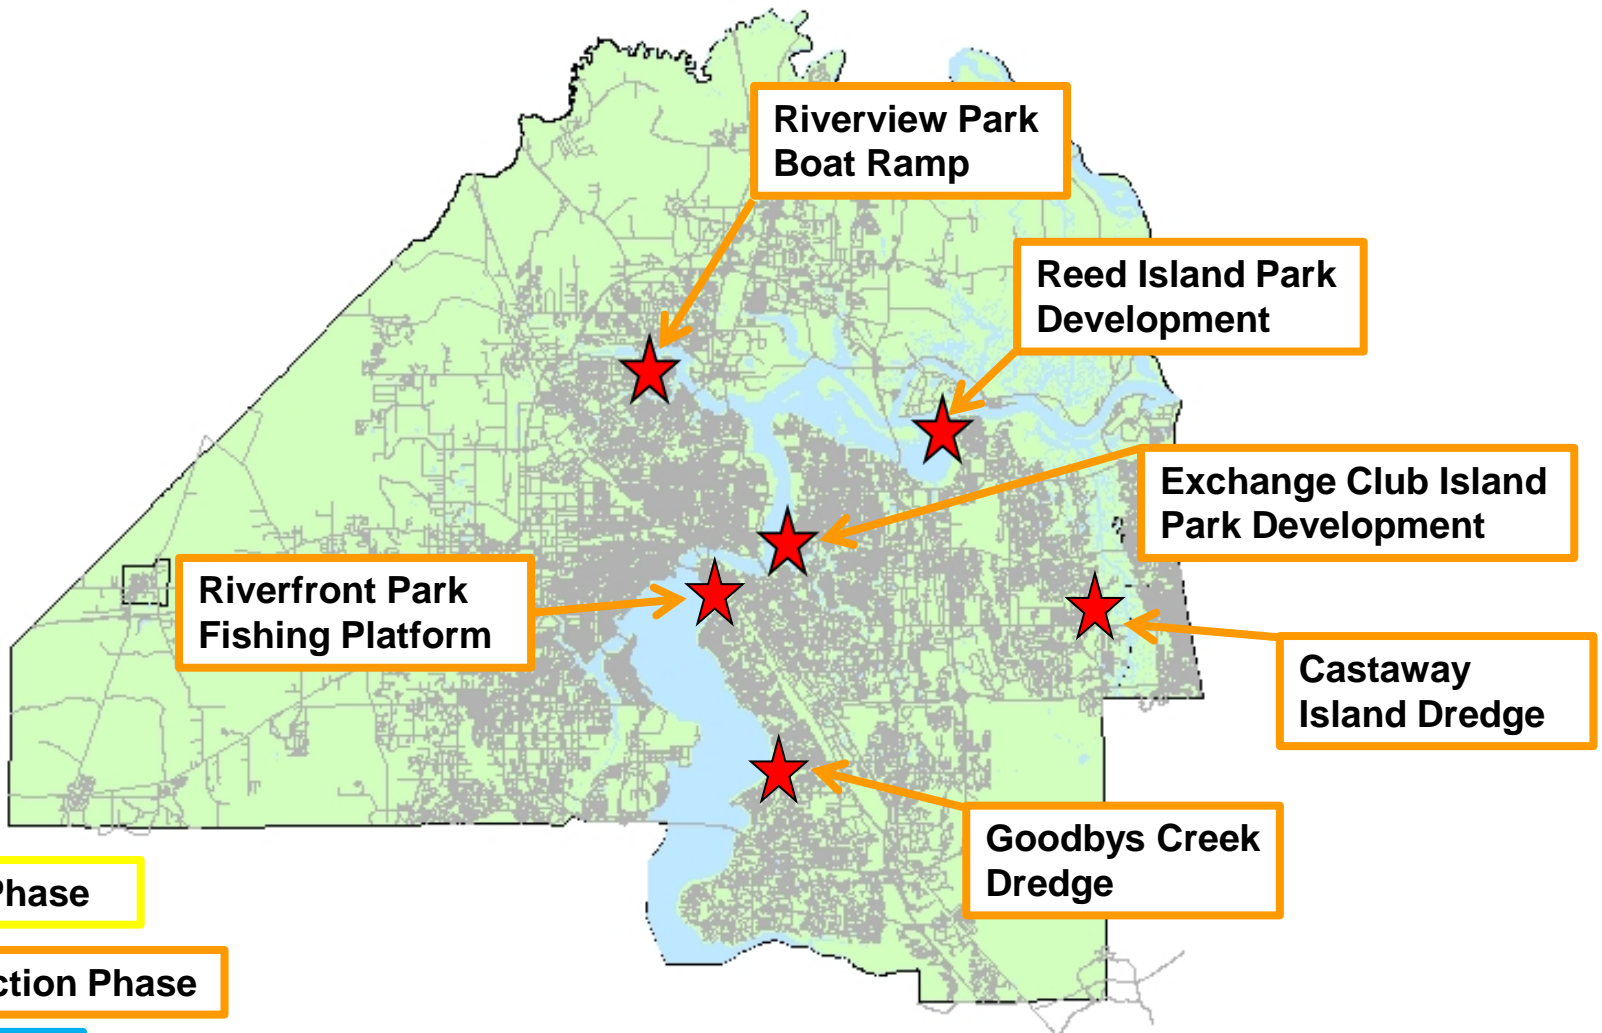 Riverview Park
Boat Ramp
Reed Island Park
Development
Exchange Club Island
Park Development
Riverfront Park
Fishing Platform
Castaway
Island Dredge
Goodbys Creek
Dredge
Phase
ction Phase